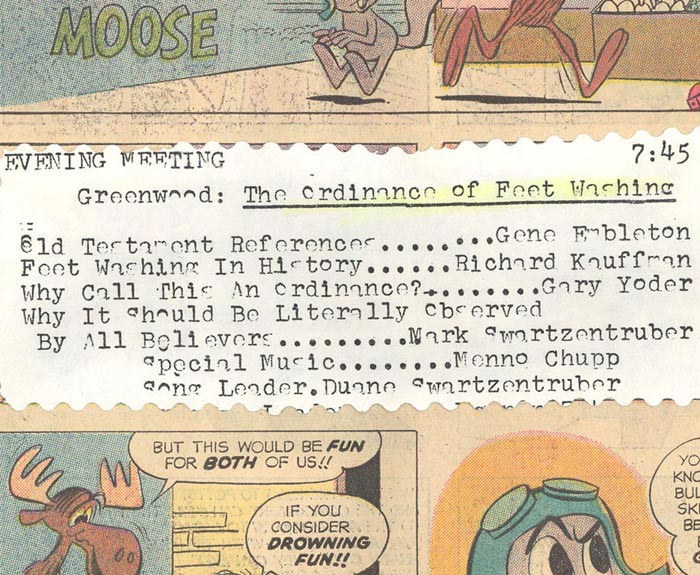 MOOSE
EVENING MEETING 7:45
Greenwood: The Ordinance of Feet Washing
Old Testament References........Gene Embleton
Feet Washing In History......Richard Kauffman
Why Call This An Ordinance?.........Gary Yoder
Why It Should Be Literally Observed
By All Believers..........Mark Swartzentruber
Special Music........Menno Chupp
Song Leader.Duane Swartzentruber
BUT THIS WOULD BE FUN
FOR BOTH OF US!!
IF YOU
CONSIDER
DROWNING
FUN!!